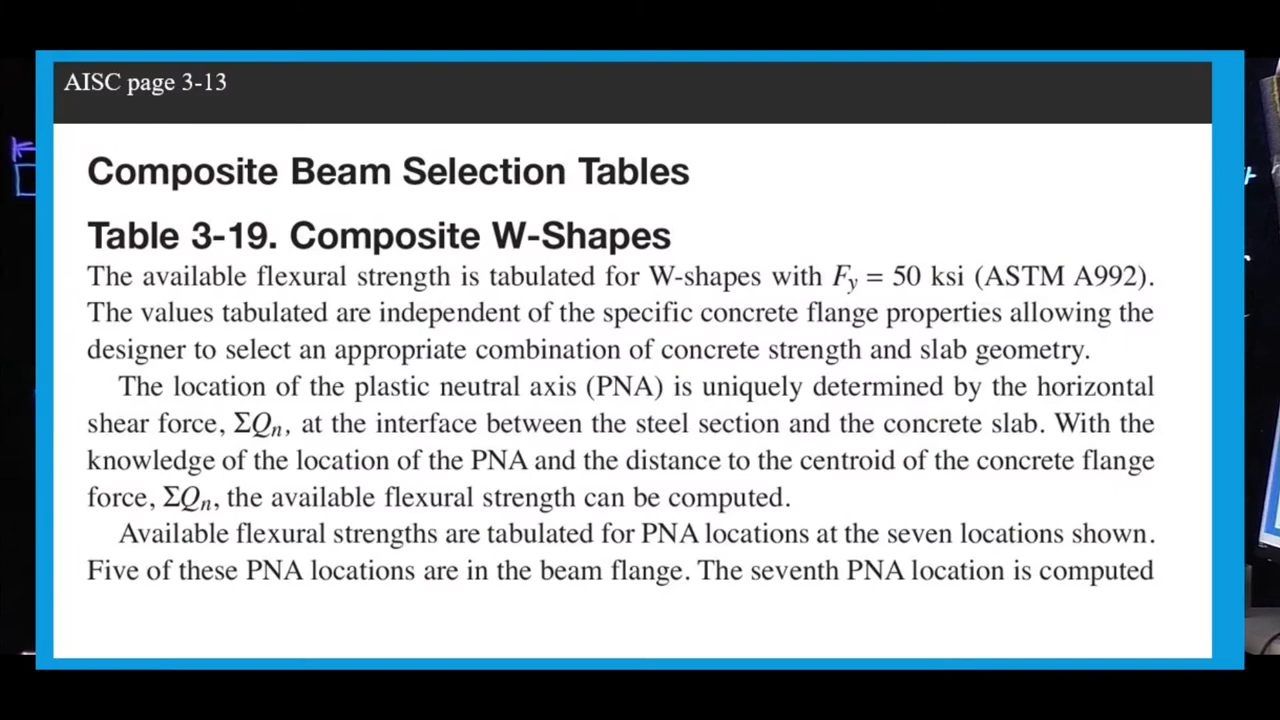 AISC page 3-13
Composite Beam Selection Tables
Table 3-19. Composite W-Shapes
The available flexural strength is tabulated for W-shapes with Fy = 50 ksi (ASTM A992).
The values tabulated are independent of the specific concrete flange properties allowing the
designer to select an appropriate combination of concrete strength and slab geometry.
The location of the plastic neutral axis (PNA) is uniquely determined by the horizontal
shear force, ΣQn, at the interface between the steel section and the concrete slab. With the
knowledge of the location of the PNA and the distance to the centroid of the concrete flange
force, ΣQn, the available flexural strength can be computed.
Available flexural strengths are tabulated for PNA locations at the seven locations shown.
Five of these PNA locations are in the beam flange. The seventh PNA location is computed